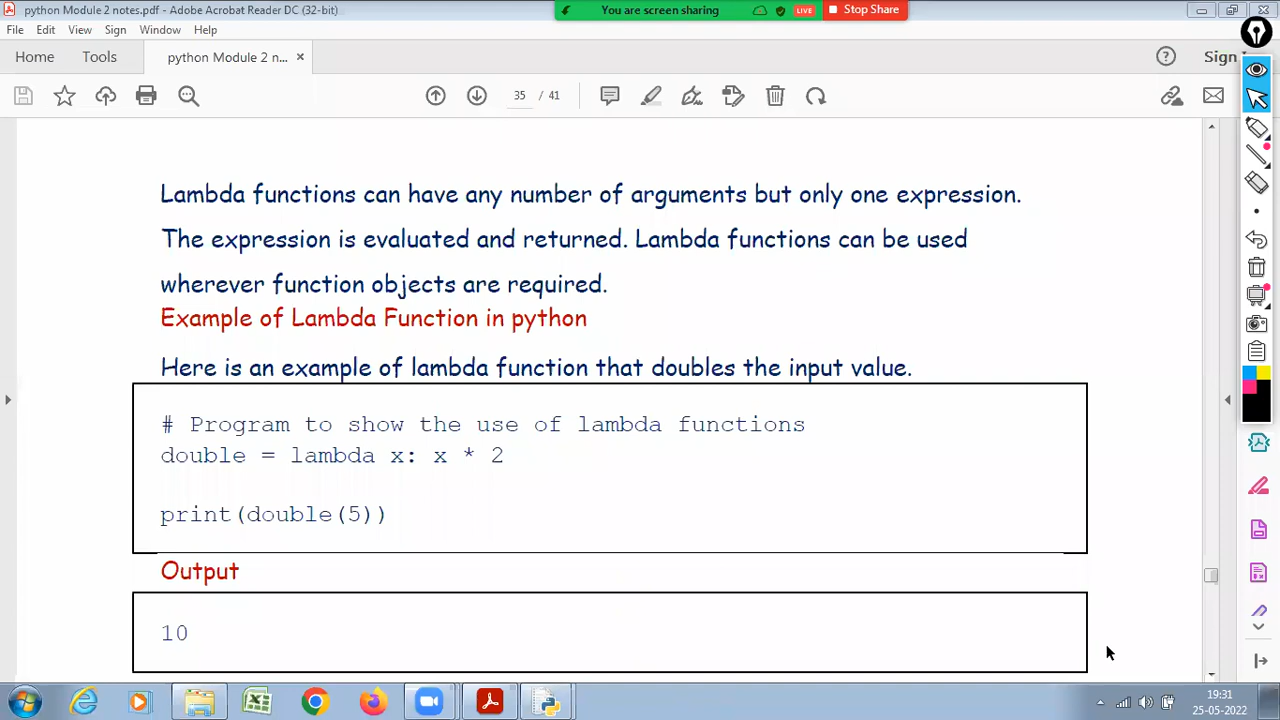 python Module 2 notes.pdf - Adobe Acrobat Reader DC (32-bit)
You are screen sharing
LIVE
Stop Share
File Edit View Sign Window Help
Home Tools python Module 2 n... × Sign
35 / 41
Lambda functions can have any number of arguments but only one expression.
The expression is evaluated and returned. Lambda functions can be used
wherever function objects are required.
Example of Lambda Function in python
Here is an example of lambda function that doubles the input value.
# Program to show the use of lambda functions
double = lambda x: x * 2
print(double(5))
Output
10
19:31
25-05-2022